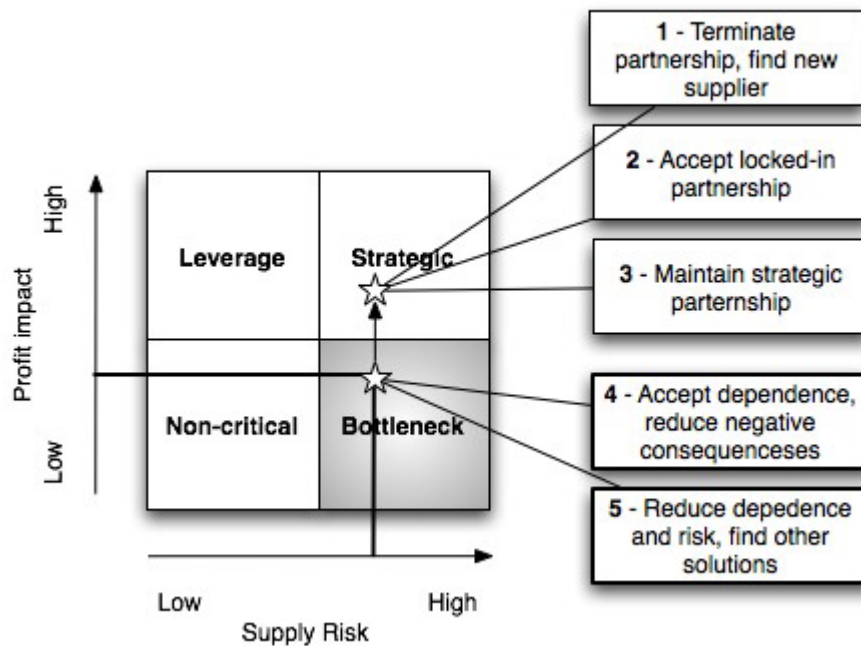 1 - Terminate
partnership, find new
supplier
2 - Accept locked-in
partnership
3 - Maintain strategic
parternship
4 - Accept dependence,
reduce negative
consequenceses
5 - Reduce depedence
and risk, find other
solutions
High
Profit impact
Low
Leverage
Strategic
Non-critical
Bottleneck
Low
High
Supply Risk